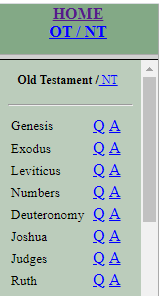 HOME
OT / NT
Old Testament / NT
Genesis Q A
Exodus Q A
Leviticus Q A
Numbers Q A
Deuteronomy Q A
Joshua Q A
Judges Q A
Ruth Q A